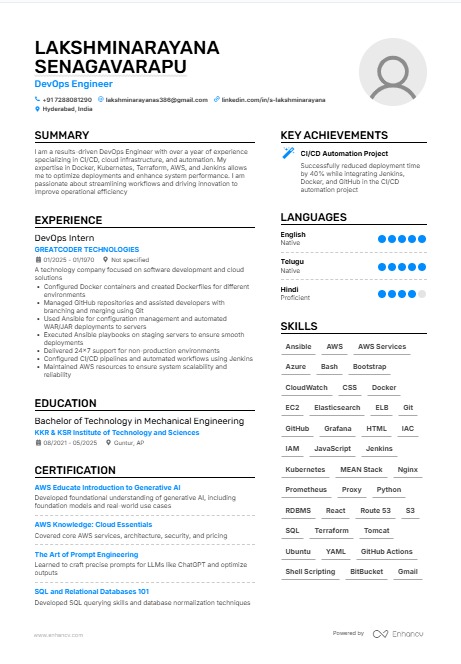 LAKSHMINARAYANA
SENAGAVARAPU
DevOps Engineer
+91 7288081290 lakshminarayanas386@gmail.com linkedin.com/in/s-lakshminarayana
Hyderabad, India
SUMMARY
I am a results-driven DevOps Engineer with over a year of experience
specializing in CI/CD, cloud infrastructure, and automation. My
expertise in Docker, Kubernetes, Terraform, AWS, and Jenkins allows
me to optimize deployments and enhance system performance. I am
passionate about streamlining workflows and driving innovation to
improve operational efficiency
EXPERIENCE
DevOps Intern
GREATCODER TECHNOLOGIES
01/2025 - 01/1970 Not specified
A technology company focused on software development and cloud
solutions
• Configured Docker containers and created Dockerfiles for different
environments
• Managed GitHub repositories and assisted developers with
branching and merging using Git
• Used Ansible for configuration management and automated
WAR/JAR deployments to servers
• Executed Ansible playbooks on staging servers to ensure smooth
deployments
• Delivered 24*7 support for non-production environments
• Configured CI/CD pipelines and automated workflows using Jenkins
• Maintained AWS resources to ensure system scalability and
reliability
EDUCATION
Bachelor of Technology in Mechanical Engineering
KKR & KSR Institute of Technology and Sciences
08/2021 - 05/2025 Guntur, AP
CERTIFICATION
AWS Educate Introduction to Generative AI
Developed foundational understanding of generative AI, including
foundation models and real-world use cases
AWS Knowledge: Cloud Essentials
Covered core AWS services, architecture, security, and pricing
The Art of Prompt Engineering
Learned to craft precise prompts for LLMs like ChatGPT and optimize
outputs
SQL and Relational Databases 101
Developed SQL querying skills and database normalization techniques
KEY ACHIEVEMENTS
CI/CD Automation Project
Successfully reduced deployment time
by 40% while integrating Jenkins,
Docker, and GitHub in the CI/CD
automation project
LANGUAGES
English
Native
Telugu
Native
Hindi
Proficient
SKILLS
Ansible AWS AWS Services
Azure Bash Bootstrap
CloudWatch CSS Docker
EC2 Elasticsearch ELB Git
GitHub Grafana HTML IAC
IAM JavaScript Jenkins
Kubernetes MEAN Stack Nginx
Prometheus Proxy Python
RDBMS React Route 53 S3
SQL Terraform Tomcat
Ubuntu YAML GitHub Actions
Shell Scripting BitBucket Gmail
www.enhancv.com
Powered by Enhancv